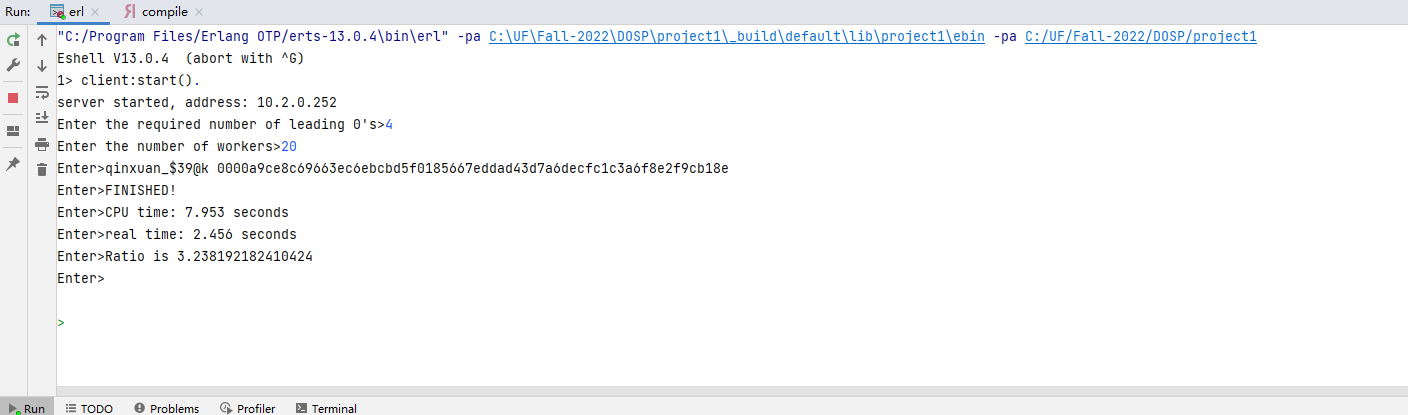 Run: erl compile
"C:/Program Files/Erlang OTP/erts-13.0.4\bin\erl" -pa C:\UF\Fall-2022\DOSP\project1\_build\default\lib\project1\ebin -pa C:/UF/Fall-2022/DOSP/project1
Eshell V13.0.4  (abort with ^G)
1> client:start().
server started, address: 10.2.0.252
Enter the required number of leading 0's>4
Enter the number of workers>20
Enter>qinxuan_$39@k 0000a9ce8c69663ec6ebcbd5f0185667eddad43d7a6decfc1c3a6f8e2f9cb18e
Enter>FINISHED!
Enter>CPU time: 7.953 seconds
Enter>real time: 2.456 seconds
Enter>Ratio is 3.238192182410424
Enter>
>
Run TODO Problems Profiler Terminal